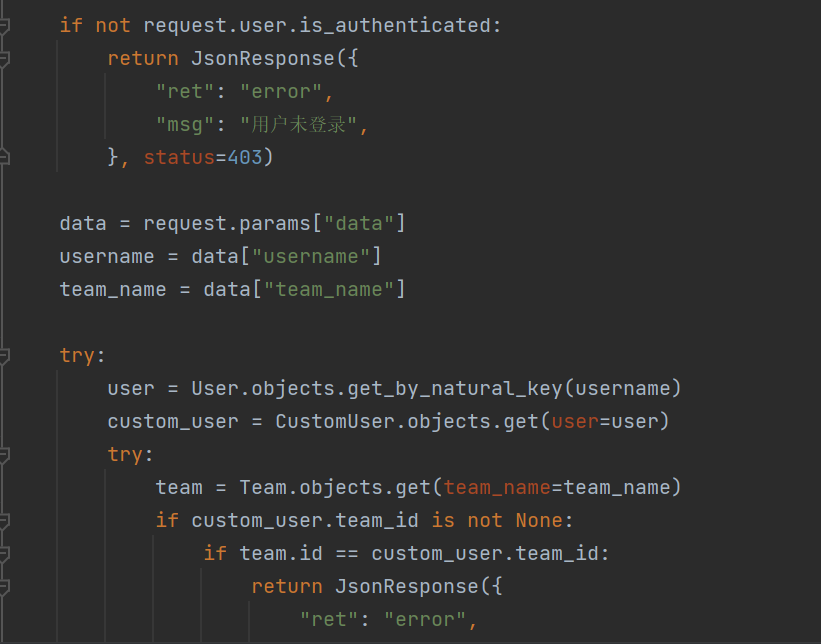 if not request.user.is_authenticated:
return JsonResponse({
"ret": "error",
"msg": "用户未登录",
}, status=403)
data = request.params["data"]
username = data["username"]
team_name = data["team_name"]
try:
user = User.objects.get_by_natural_key(username)
custom_user = CustomUser.objects.get(user=user)
try:
team = Team.objects.get(team_name=team_name)
if custom_user.team_id is not None:
if team.id == custom_user.team_id:
return JsonResponse({
"ret": "error",